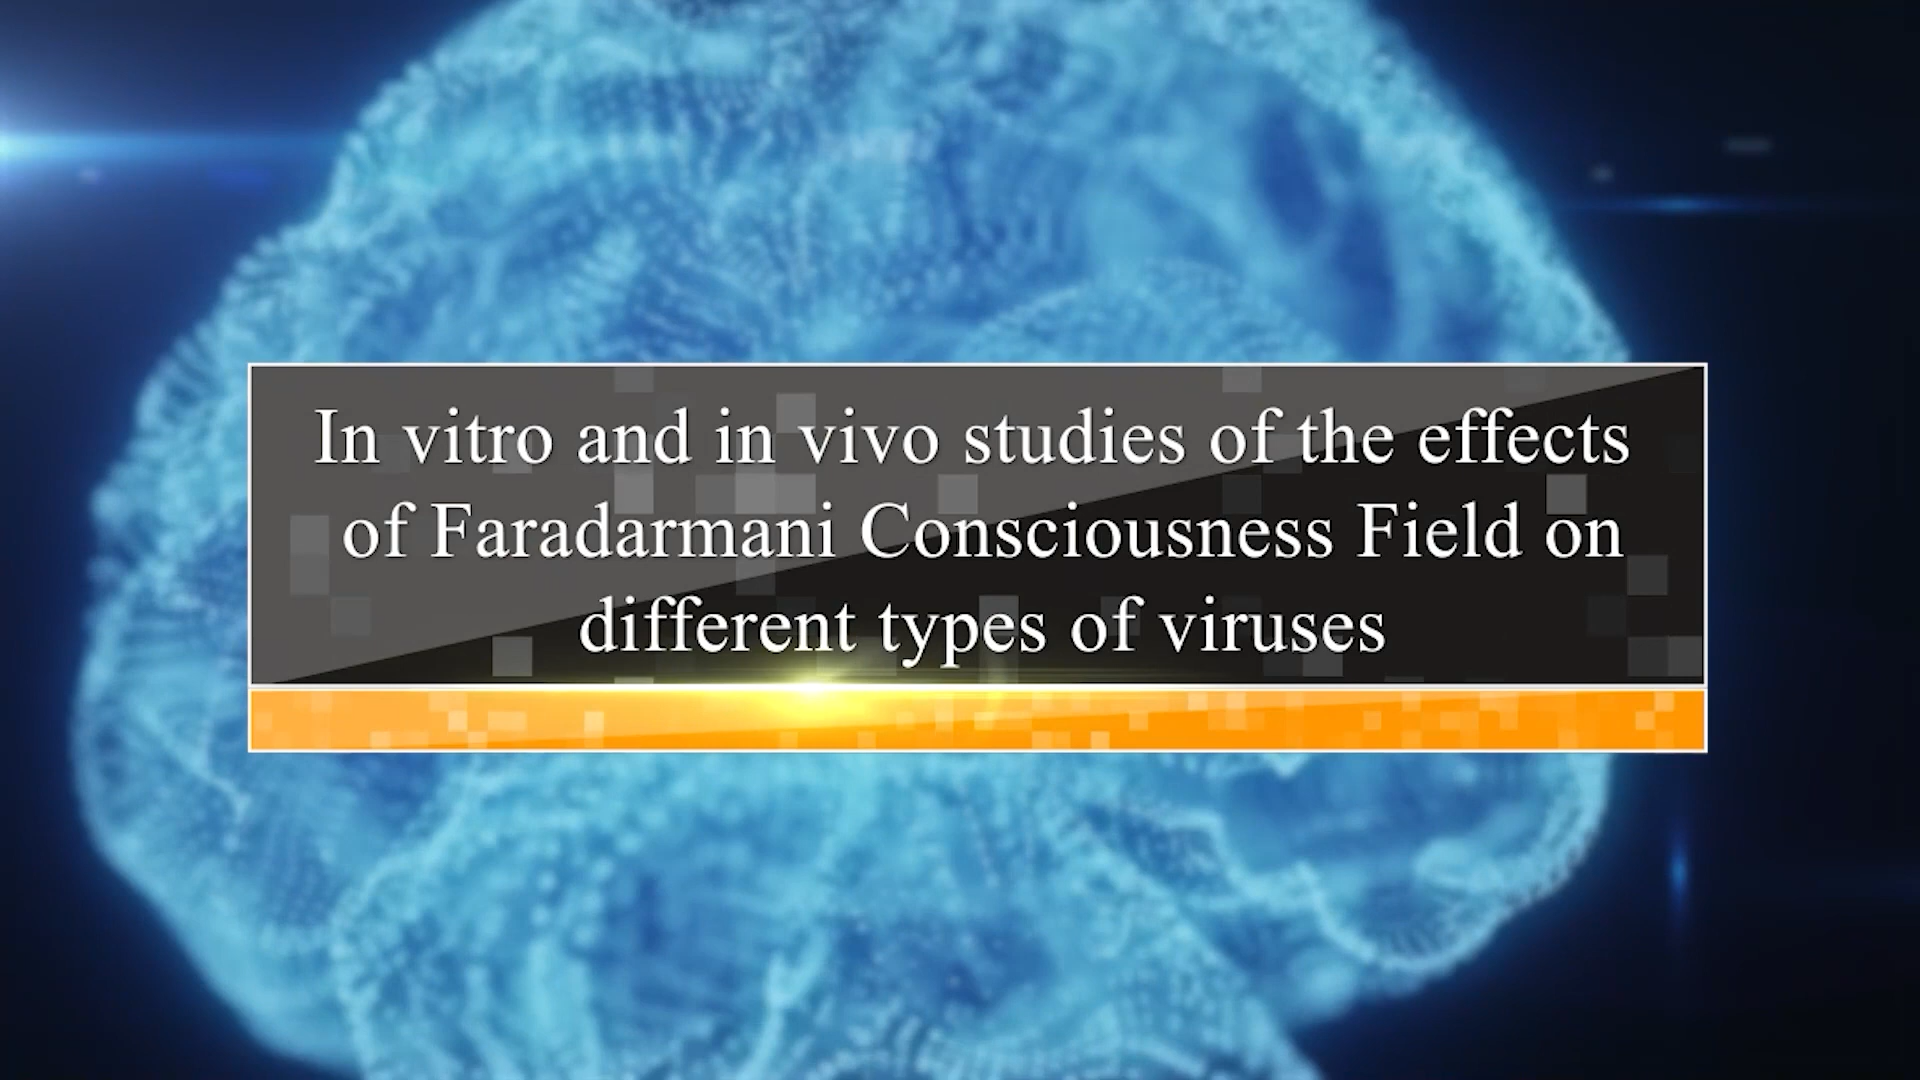 In vitro and in vivo studies of the effects
of Faradarmani Consciousness Field on
different types of viruses